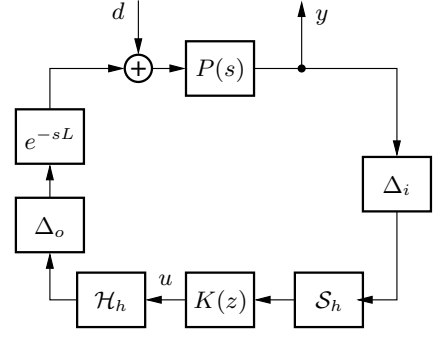 d
y
+
P(s)
e^{-sL}
Δ_i
Δ_o
u
ℋ_h
K(z)
𝒮_h